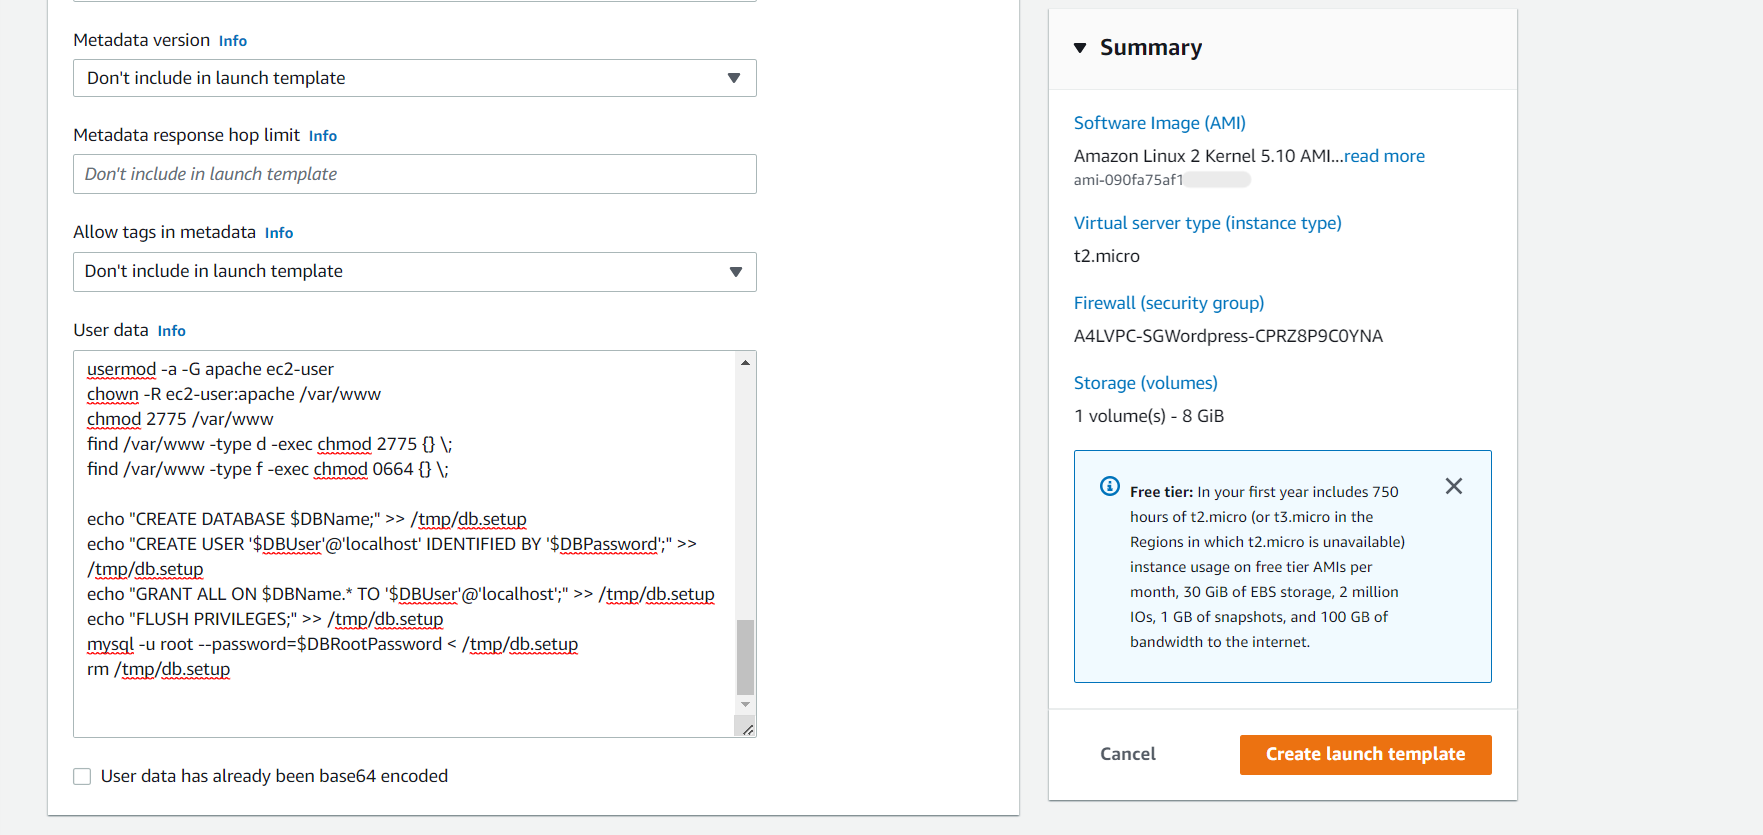 Metadata version Info
Don't include in launch template
Metadata response hop limit Info
Don't include in launch template
Allow tags in metadata Info
Don't include in launch template
User data Info
usermod -a -G apache ec2-user
chown -R ec2-user:apache /var/www
chmod 2775 /var/www
find /var/www -type d -exec chmod 2775 {} \;
find /var/www -type f -exec chmod 0664 {} \;
echo "CREATE DATABASE $DBName;" >> /tmp/db.setup
echo "CREATE USER '$DBUser'@'localhost' IDENTIFIED BY '$DBPassword';" >>
/tmp/db.setup
echo "GRANT ALL ON $DBName.* TO '$DBUser'@'localhost';" >> /tmp/db.setup
echo "FLUSH PRIVILEGES;" >> /tmp/db.setup
mysql -u root --password=$DBRootPassword < /tmp/db.setup
rm /tmp/db.setup
User data has already been base64 encoded
Summary
Software Image (AMI)
Amazon Linux 2 Kernel 5.10 AMI...read more
ami-090fa75af1
Virtual server type (instance type)
t2.micro
Firewall (security group)
A4LVPC-SGWordpress-CPRZ8P9C0YNA
Storage (volumes)
1 volume(s) - 8 GiB
Free tier: In your first year includes 750
hours of t2.micro (or t3.micro in the
Regions in which t2.micro is unavailable)
instance usage on free tier AMIs per
month, 30 GiB of EBS storage, 2 million
IOs, 1 GB of snapshots, and 100 GB of
bandwidth to the internet.
Cancel
Create launch template